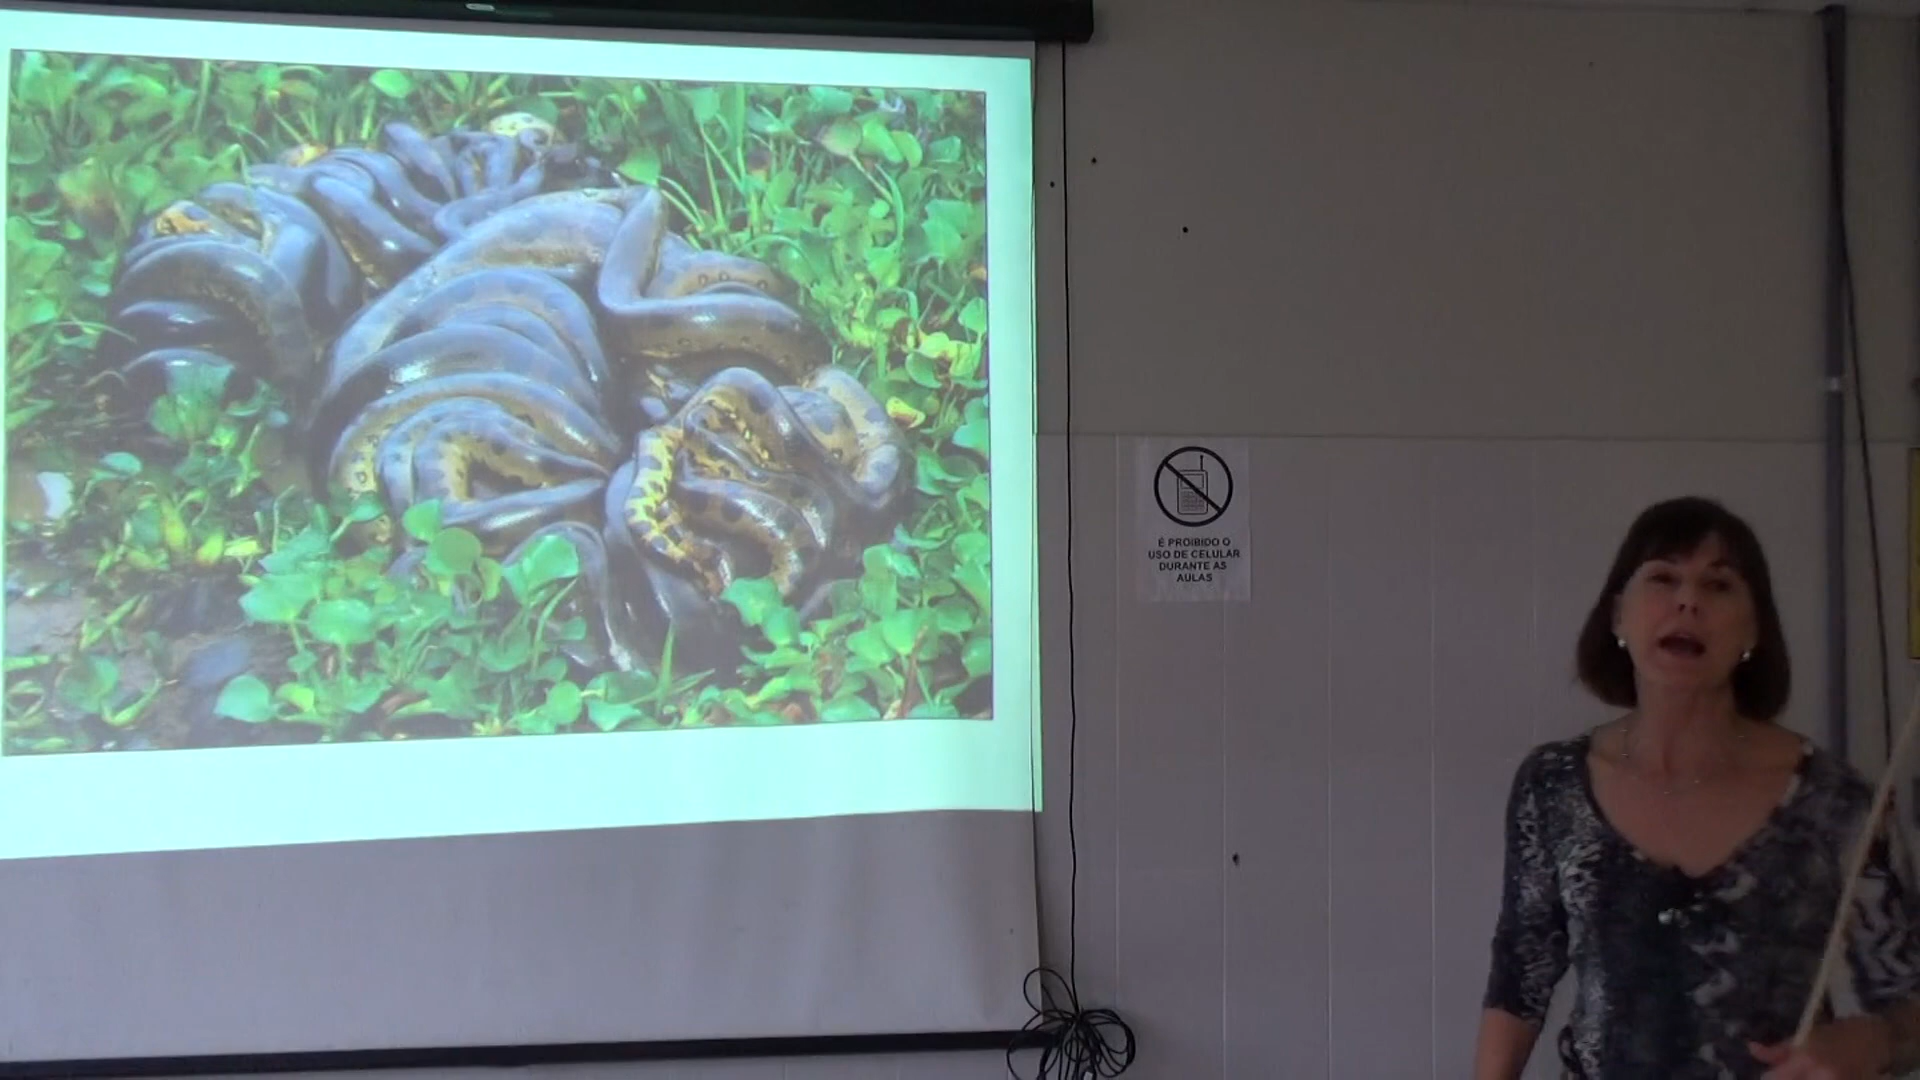 É PROIBIDO O
USO DE CELULAR
DURANTE AS
AULAS